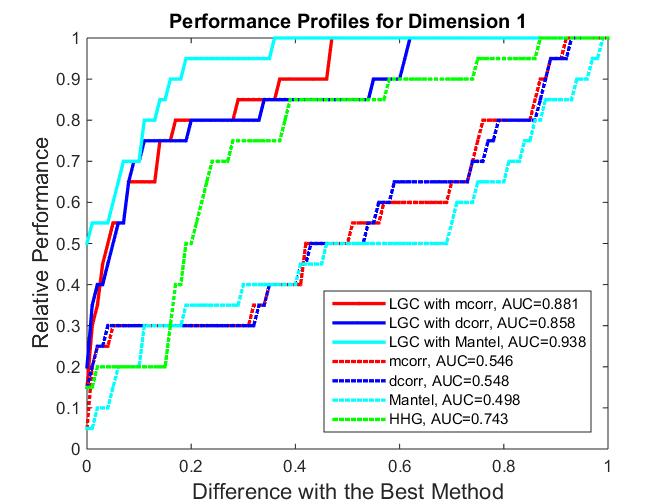 Performance Profiles for Dimension 1
Relative Performance
1
0.9
0.8
0.7
0.6
0.5
0.4
0.3
0.2
0.1
0
LGC with mcorr, AUC=0.881
LGC with dcorr, AUC=0.858
LGC with Mantel, AUC=0.938
mcorr, AUC=0.546
dcorr, AUC=0.548
Mantel, AUC=0.498
HHG, AUC=0.743
0 0.2 0.4 0.6 0.8 1
Difference with the Best Method